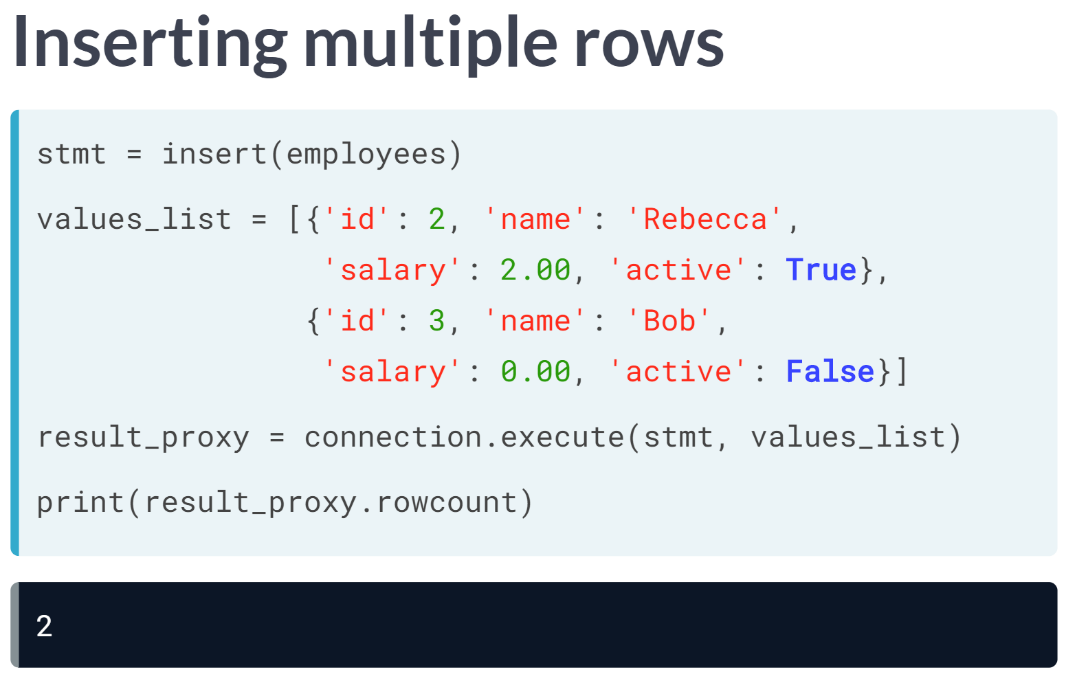 Inserting multiple rows
stmt = insert(employees)
values_list = [{'id': 2, 'name': 'Rebecca',
                'salary': 2.00, 'active': True},
               {'id': 3, 'name': 'Bob',
                'salary': 0.00, 'active': False}]
result_proxy = connection.execute(stmt, values_list)
print(result_proxy.rowcount)
2